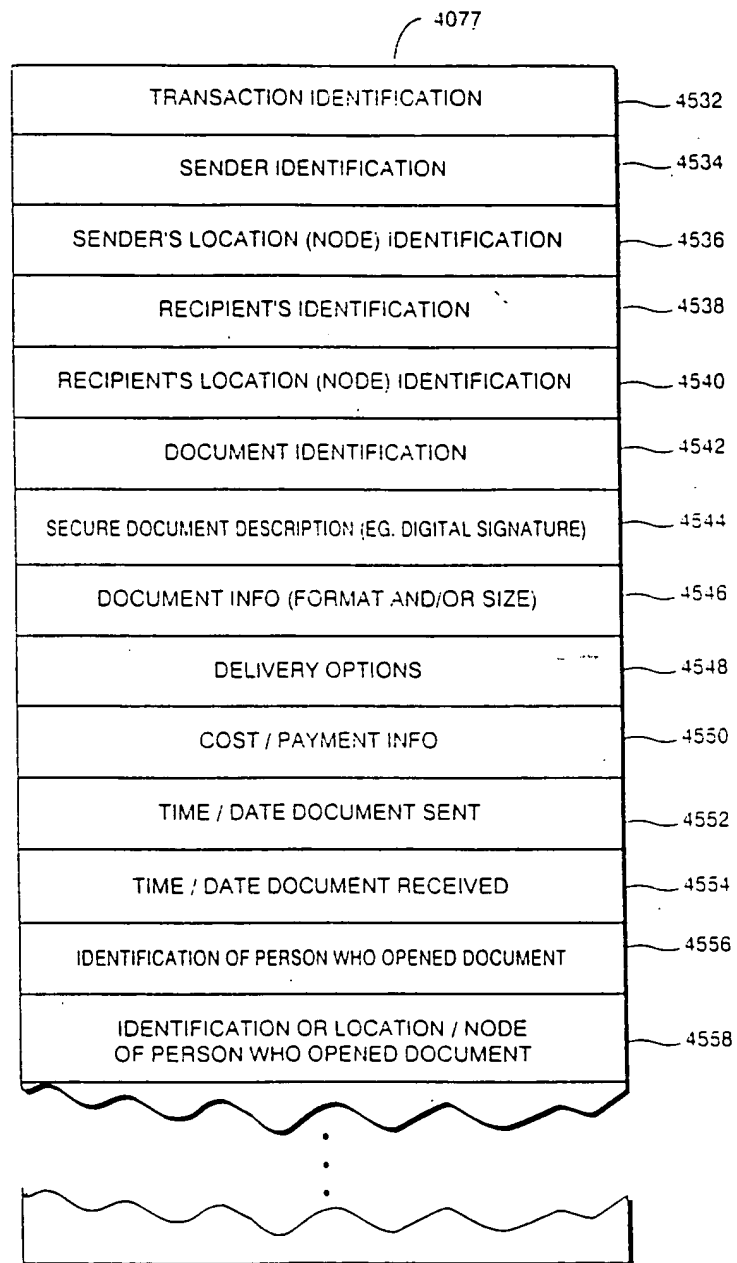 4077
TRANSACTION IDENTIFICATION 4532
SENDER IDENTIFICATION 4534
SENDER'S LOCATION (NODE) IDENTIFICATION 4536
RECIPIENT'S IDENTIFICATION 4538
RECIPIENT'S LOCATION (NODE) IDENTIFICATION 4540
DOCUMENT IDENTIFICATION 4542
SECURE DOCUMENT DESCRIPTION (EG. DIGITAL SIGNATURE) 4544
DOCUMENT INFO (FORMAT AND/OR SIZE) 4546
DELIVERY OPTIONS 4548
COST / PAYMENT INFO 4550
TIME / DATE DOCUMENT SENT 4552
TIME / DATE DOCUMENT RECEIVED 4554
IDENTIFICATION OF PERSON WHO OPENED DOCUMENT 4556
IDENTIFICATION OR LOCATION / NODE
OF PERSON WHO OPENED DOCUMENT 4558